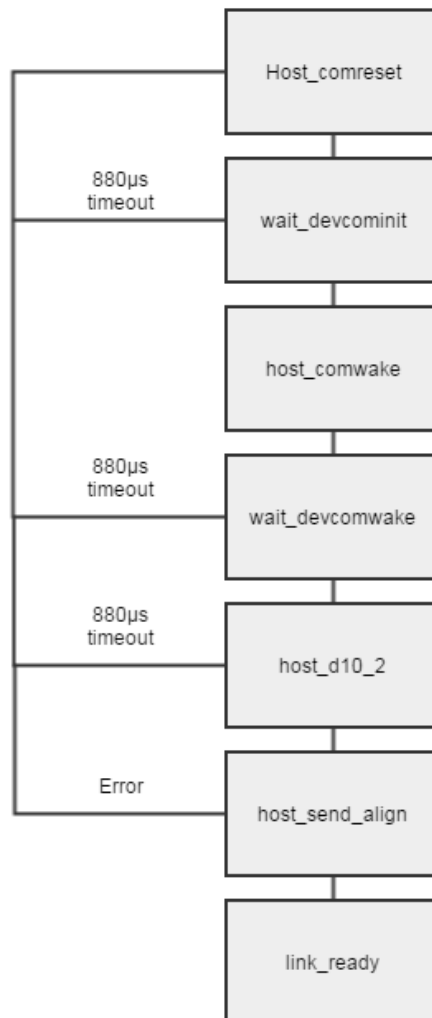 Host_comreset
880µs
timeout
wait_devcominit
host_comwake
880µs
timeout
wait_devcomwake
880µs
timeout
host_d10_2
Error
host_send_align
link_ready